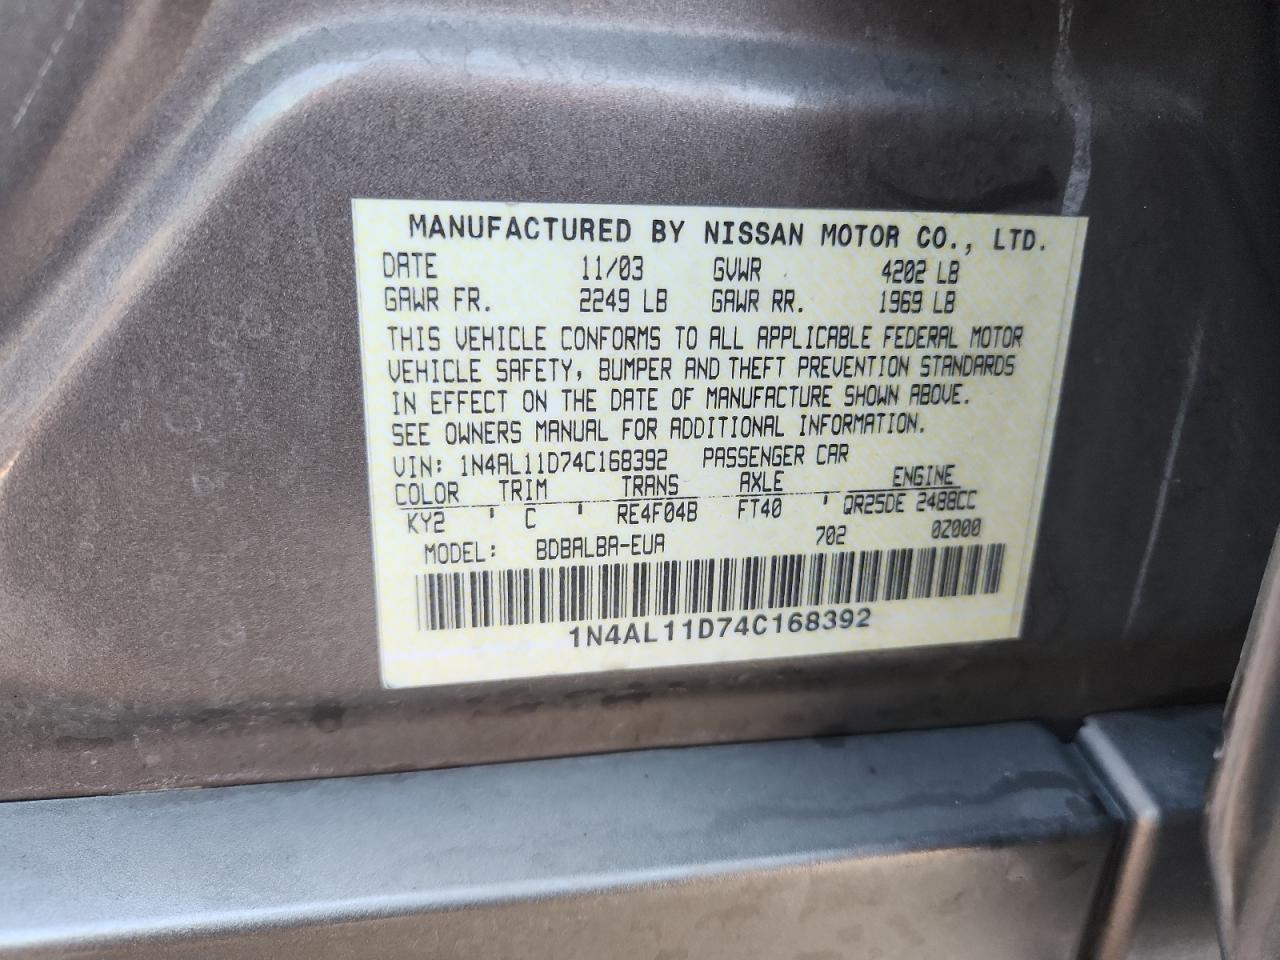 MANUFACTURED BY NISSAN MOTOR CO., LTD.
DATE 11/03 GVWR 4202 LB
GAWR FR. 2249 LB GAWR RR. 1969 LB
THIS VEHICLE CONFORMS TO ALL APPLICABLE FEDERAL MOTOR
VEHICLE SAFETY, BUMPER AND THEFT PREVENTION STANDARDS
IN EFFECT ON THE DATE OF MANUFACTURE SHOWN ABOVE.
SEE OWNERS MANUAL FOR ADDITIONAL INFORMATION.
VIN: 1N4AL11D74C168392 PASSENGER CAR
COLOR TRIM TRANS AXLE ENGINE
KY2 ' C ' RE4F04B FT40 ' QR25DE 2488CC
MODEL: BDBALBA-EUA 702 02000
1N4AL11D74C168392